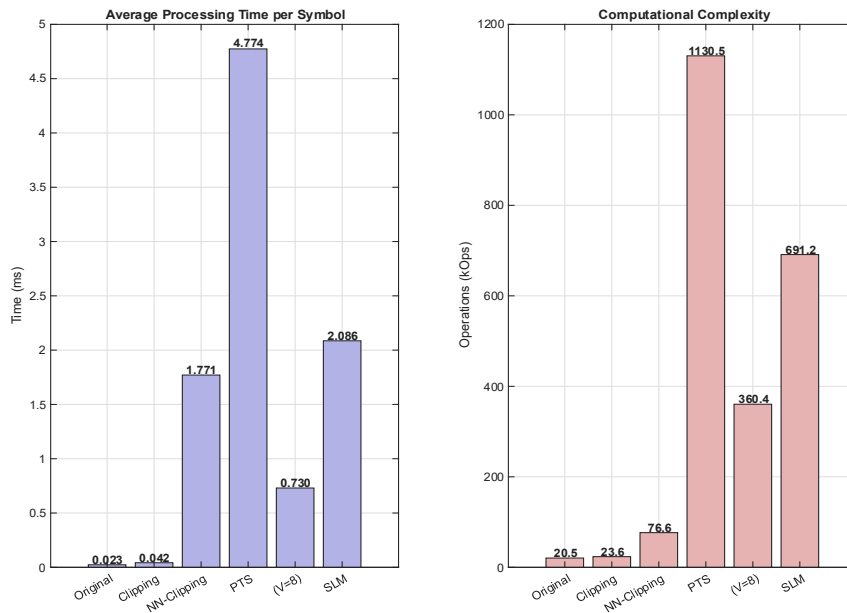 Average Processing Time per Symbol
5
4.5
4
3.5
3
2.5
2
1.5
1
0.5
0
Time (ms)
0.023
0.042
1.771
4.774
0.730
2.086
Original
Clipping
NN-Clipping
PTS
(V=8)
SLM
Computational Complexity
1200
1000
800
600
400
200
0
Operations (kOps)
20.5
23.6
76.6
1130.5
360.4
691.2
Original
Clipping
NN-Clipping
PTS
(V=8)
SLM